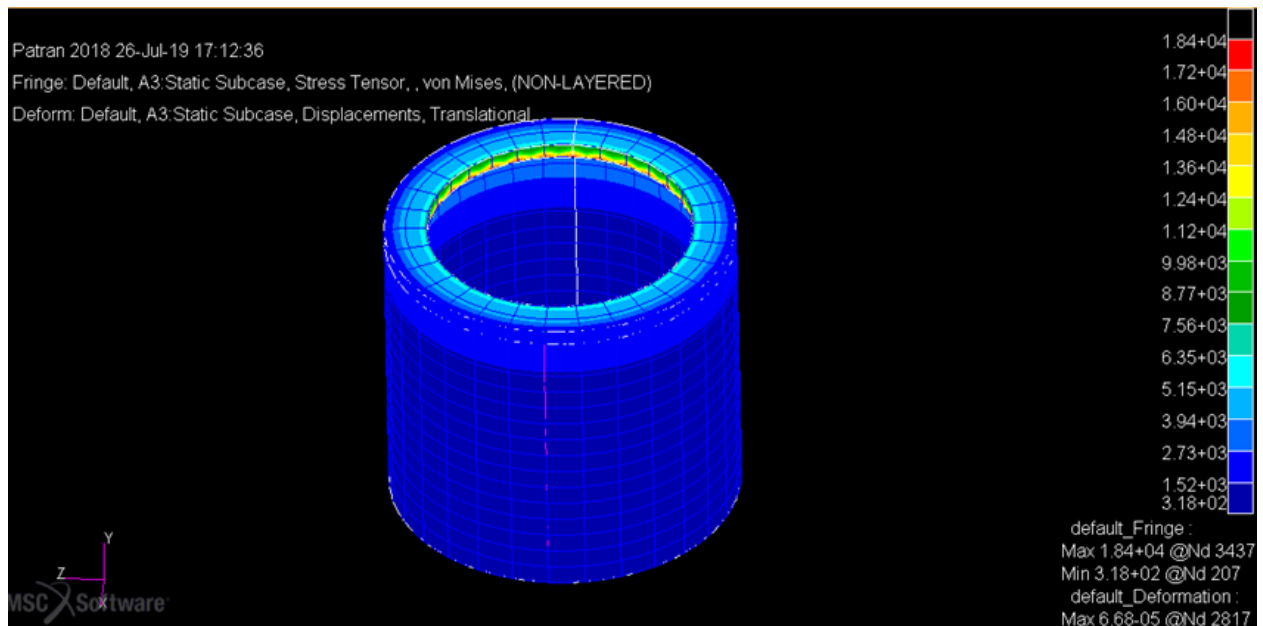 Patran 2018 26-Jul-19 17:12:36
Fringe: Default, A3:Static Subcase, Stress Tensor, , von Mises, (NON-LAYERED)
Deform: Default, A3:Static Subcase, Displacements, Translational,
1.84+04
1.72+04
1.60+04
1.48+04
1.36+04
1.24+04
1.12+04
9.98+03
8.77+03
7.56+03
6.35+03
5.15+03
3.94+03
2.73+03
1.52+03
3.18+02
default_Fringe :
Max 1.84+04 @Nd 3437
Min 3.18+02 @Nd 207
default_Deformation :
Max 6.68-05 @Nd 2817
Y
Z
X
MSC Software